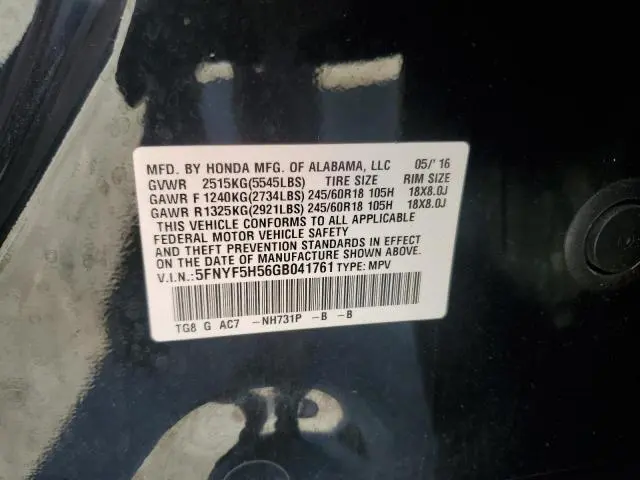 MFD. BY HONDA MFG. OF ALABAMA, LLC 05/'16
GVWR 2515KG(5545LBS) TIRE SIZE RIM SIZE
GAWR F 1240KG(2734LBS) 245/60R18 105H 18X8.0J
GAWR R1325KG(2921LBS) 245/60R18 105H 18X8.0J
THIS VEHICLE CONFORMS TO ALL APPLICABLE
FEDERAL MOTOR VEHICLE SAFETY
AND THEFT PREVENTION STANDARDS IN EFFECT
ON THE DATE OF MANUFACTURE SHOWN ABOVE.
V.I.N.:5FNYF5H56GB041761 TYPE: MPV
TG8 G AC7 -NH731P -B -B